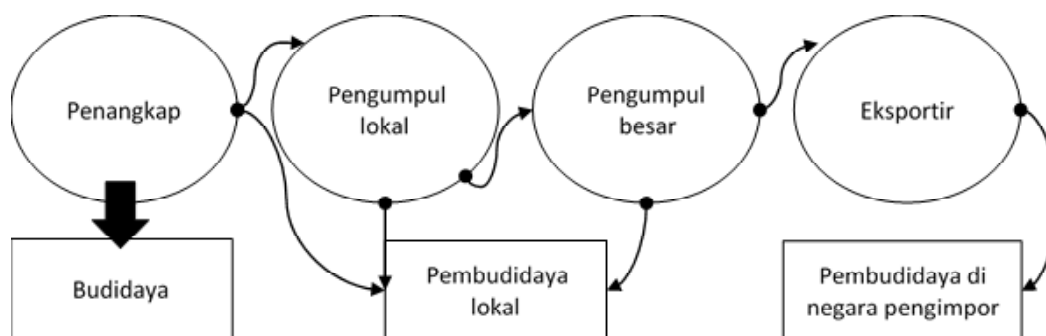 Penangkap
Pengumpul
lokal
Pengumpul
besar
Eksportir
Budidaya
Pembudidaya
lokal
Pembudidaya di
negara pengimpor